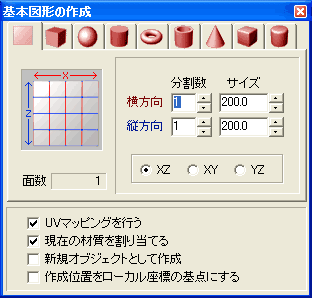 基本図形の作成
X
Z
分割数 サイズ
横方向 1 200.0
縦方向 1 200.0
面数 1
XZ XY YZ
UVマッピングを行う
現在の材質を割り当てる
新規オブジェクトとして作成
作成位置をローカル座標の基点にする